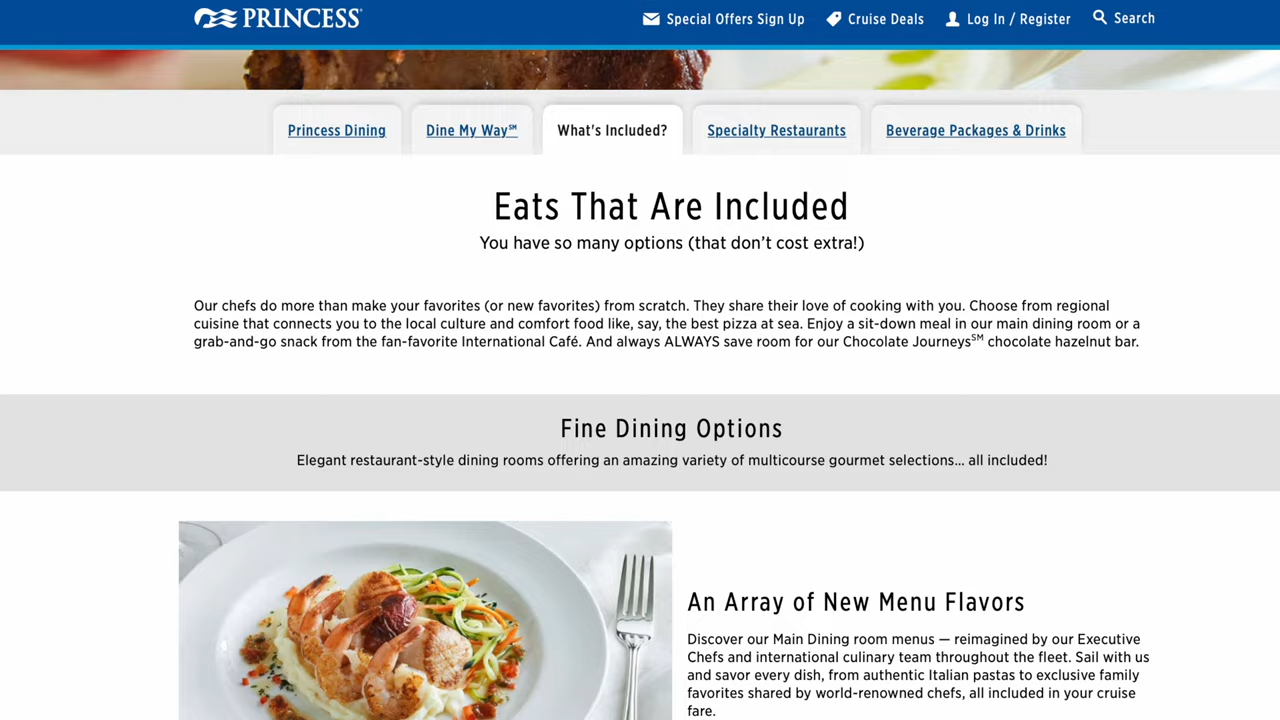 PRINCESS®
Special Offers Sign Up
Cruise Deals
Log In / Register
Search
Princess Dining
Dine My Way℠
What's Included?
Specialty Restaurants
Beverage Packages & Drinks
Eats That Are Included
You have so many options (that don’t cost extra!)
Our chefs do more than make your favorites (or new favorites) from scratch. They share their love of cooking with you. Choose from regional
cuisine that connects you to the local culture and comfort food like, say, the best pizza at sea. Enjoy a sit-down meal in our main dining room or a
grab-and-go snack from the fan-favorite International Café. And always ALWAYS save room for our Chocolate Journeys℠ chocolate hazelnut bar.
Fine Dining Options
Elegant restaurant-style dining rooms offering an amazing variety of multicourse gourmet selections... all included!
An Array of New Menu Flavors
Discover our Main Dining room menus — reimagined by our Executive
Chefs and international culinary team throughout the fleet. Sail with us
and savor every dish, from authentic Italian pastas to exclusive family
favorites shared by world-renowned chefs, all included in your cruise
fare.